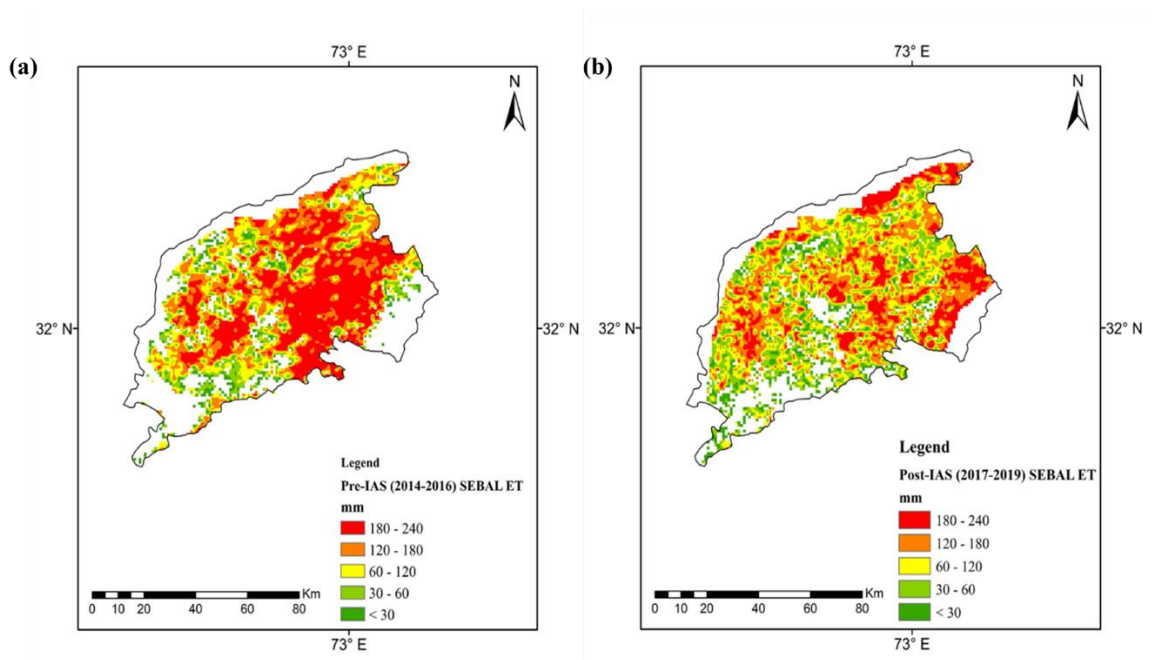 (a)
73° E
N
32° N
32° N
Legend
Pre-IAS (2014-2016) SEBAL ET
mm
180 - 240
120 - 180
60 - 120
30 - 60
< 30
Km
0 10 20 40 60 80
73° E
(b)
73° E
N
32° N
32° N
Legend
Post-IAS (2017-2019) SEBAL ET
mm
180 - 240
120 - 180
60 - 120
30 - 60
< 30
Km
0 10 20 40 60 80
73° E